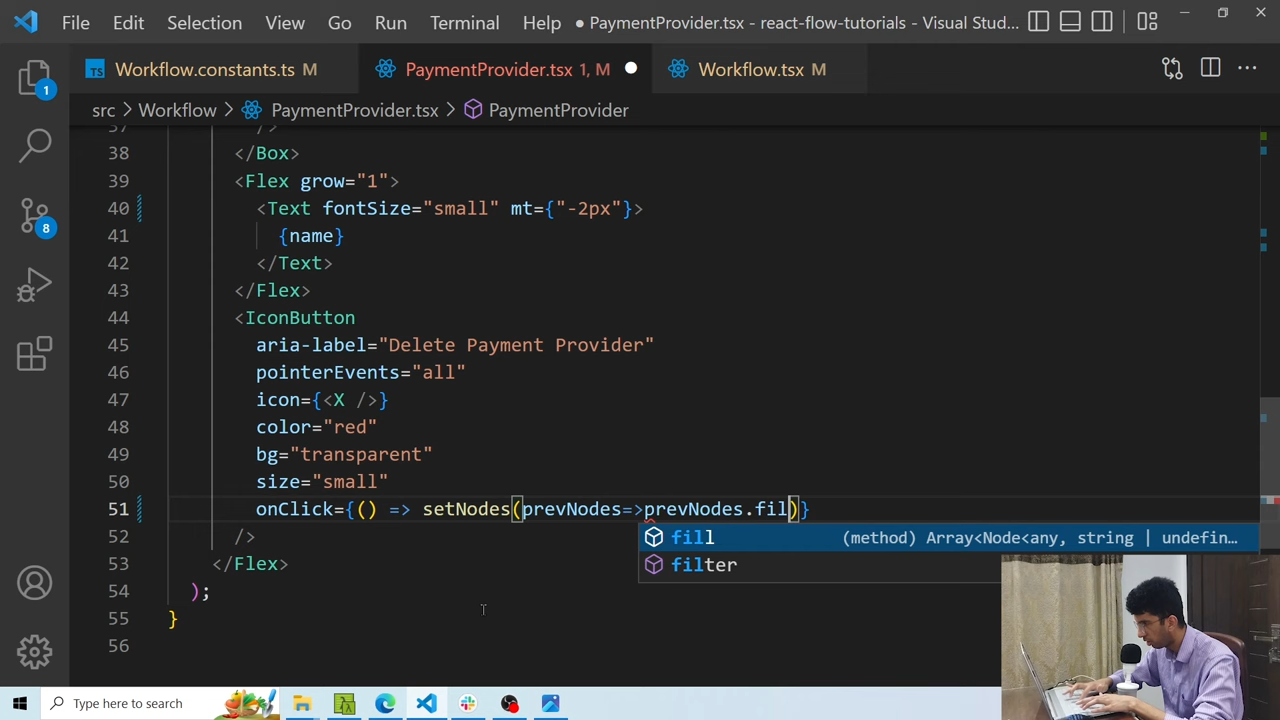 File Edit Selection View Go Run Terminal Help ● PaymentProvider.tsx - react-flow-tutorials - Visual Stud...
TS Workflow.constants.ts M PaymentProvider.tsx 1, M Workflow.tsx M
src > Workflow > PaymentProvider.tsx > PaymentProvider
37 />
38 </Box>
39 <Flex grow="1">
40 <Text fontSize="small" mt={"-2px"}>
41 {name}
42 </Text>
43 </Flex>
44 <IconButton
45 aria-label="Delete Payment Provider"
46 pointerEvents="all"
47 icon={<X />}
48 color="red"
49 bg="transparent"
50 size="small"
51 onClick={() => setNodes(prevNodes=>prevNodes.fil)}
fill (method) Array<Node<any, string | undefin...
52 />
filter
53 </Flex>
54 );
55 }
56
1
8
Type here to search